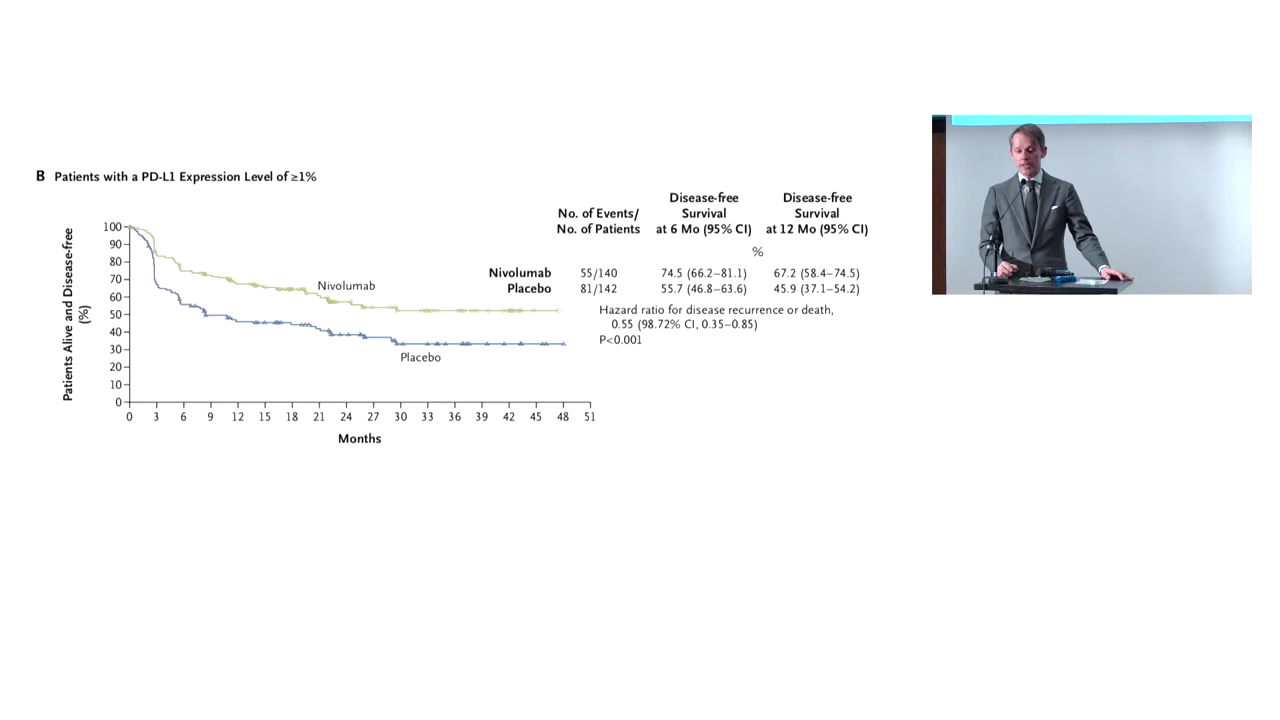 B Patients with a PD-L1 Expression Level of ≥1%
Patients Alive and Disease-free
(%)
100
90
80
70
60
50
40
30
20
10
0
Nivolumab
Placebo
0 3 6 9 12 15 18 21 24 27 30 33 36 39 42 45 48 51
Months
No. of Events/
No. of Patients
Disease-free
Survival
at 6 Mo (95% CI)
Disease-free
Survival
at 12 Mo (95% CI)
%
Nivolumab 55/140 74.5 (66.2–81.1) 67.2 (58.4–74.5)
Placebo 81/142 55.7 (46.8–63.6) 45.9 (37.1–54.2)
Hazard ratio for disease recurrence or death,
0.55 (98.72% CI, 0.35–0.85)
P<0.001